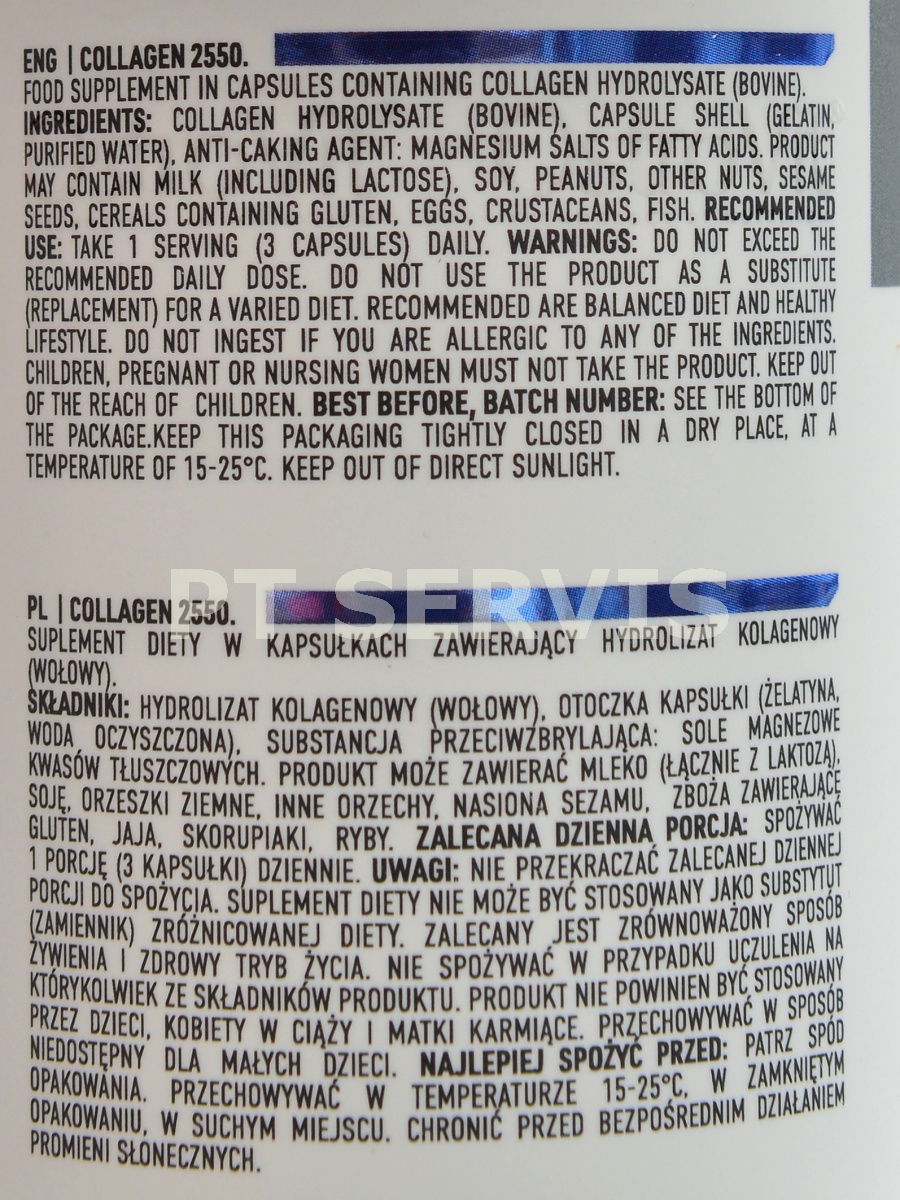 ENG | COLLAGEN 2550.
FOOD SUPPLEMENT IN CAPSULES CONTAINING COLLAGEN HYDROLYSATE (BOVINE).
INGREDIENTS: COLLAGEN HYDROLYSATE (BOVINE), CAPSULE SHELL (GELATIN,
PURIFIED WATER), ANTI-CAKING AGENT: MAGNESIUM SALTS OF FATTY ACIDS. PRODUCT
MAY CONTAIN MILK (INCLUDING LACTOSE), SOY, PEANUTS, OTHER NUTS, SESAME
SEEDS, CEREALS CONTAINING GLUTEN, EGGS, CRUSTACEANS, FISH. RECOMMENDED
USE: TAKE 1 SERVING (3 CAPSULES) DAILY. WARNINGS: DO NOT EXCEED THE
RECOMMENDED DAILY DOSE. DO NOT USE THE PRODUCT AS A SUBSTITUTE
(REPLACEMENT) FOR A VARIED DIET. RECOMMENDED ARE BALANCED DIET AND HEALTHY
LIFESTYLE. DO NOT INGEST IF YOU ARE ALLERGIC TO ANY OF THE INGREDIENTS.
CHILDREN, PREGNANT OR NURSING WOMEN MUST NOT TAKE THE PRODUCT. KEEP OUT
OF THE REACH OF CHILDREN. BEST BEFORE, BATCH NUMBER: SEE THE BOTTOM OF
THE PACKAGE.KEEP THIS PACKAGING TIGHTLY CLOSED IN A DRY PLACE, AT A
TEMPERATURE OF 15-25°C. KEEP OUT OF DIRECT SUNLIGHT.
PT SERVIS
PL | COLLAGEN 2550.
SUPLEMENT DIETY W KAPSUŁKACH ZAWIERAJĄCY HYDROLIZAT KOLAGENOWY
(WOŁOWY).
SKŁADNIKI: HYDROLIZAT KOLAGENOWY (WOŁOWY), OTOCZKA KAPSUŁKI (ŻELATYNA,
WODA OCZYSZCZONA), SUBSTANCJA PRZECIWZBRYLAJĄCA: SOLE MAGNEZOWE
KWASÓW TŁUSZCZOWYCH. PRODUKT MOŻE ZAWIERAĆ MLEKO (ŁĄCZNIE Z LAKTOZĄ),
SOJĘ, ORZESZKI ZIEMNE, INNE ORZECHY, NASIONA SEZAMU, ZBOŻA ZAWIERAJĄCE
GLUTEN, JAJA, SKORUPIAKI, RYBY. ZALECANA DZIENNA PORCJA: SPOŻYWAĆ
1 PORCJĘ (3 KAPSUŁKI) DZIENNIE. UWAGI: NIE PRZEKRACZAĆ ZALECANEJ DZIENNEJ
PORCJI DO SPOŻYCIA. SUPLEMENT DIETY NIE MOŻE BYĆ STOSOWANY JAKO SUBSTYTUT
(ZAMIENNIK) ZRÓŻNICOWANEJ DIETY. ZALECANY JEST ZRÓWNOWAŻONY SPOSÓB
ŻYWIENIA I ZDROWY TRYB ŻYCIA. NIE SPOŻYWAĆ W PRZYPADKU UCZULENIA NA
KTÓRYKOLWIEK ZE SKŁADNIKÓW PRODUKTU. PRODUKT NIE POWINIEN BYĆ STOSOWANY
PRZEZ DZIECI, KOBIETY W CIĄŻY I MATKI KARMIĄCE. PRZECHOWYWAĆ W SPOSÓB
NIEDOSTĘPNY DLA MAŁYCH DZIECI. NAJLEPIEJ SPOŻYĆ PRZED: PATRZ SPÓD
OPAKOWANIA. PRZECHOWYWAĆ W TEMPERATURZE 15-25°C, W ZAMKNIĘTYM
OPAKOWANIU, W SUCHYM MIEJSCU. CHRONIĆ PRZED BEZPOŚREDNIM DZIAŁANIEM
PROMIENI SŁONECZNYCH.